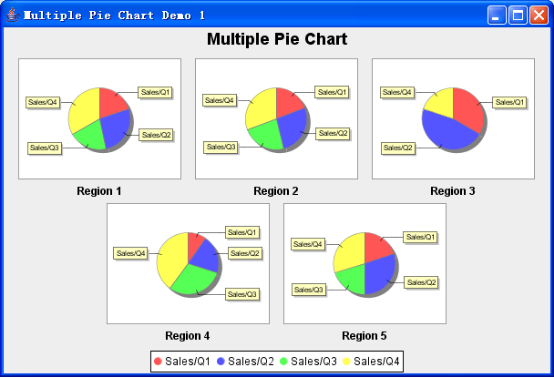 Multiple Pie Chart Demo 1
Multiple Pie Chart
Sales/Q1
Sales/Q4
Sales/Q2
Sales/Q3
Region 1
Sales/Q1
Sales/Q4
Sales/Q2
Sales/Q3
Region 2
Sales/Q4
Sales/Q1
Sales/Q2
Region 3
Sales/Q1
Sales/Q4
Sales/Q2
Sales/Q3
Region 4
Sales/Q1
Sales/Q4
Sales/Q2
Sales/Q3
Region 5
Sales/Q1 Sales/Q2 Sales/Q3 Sales/Q4